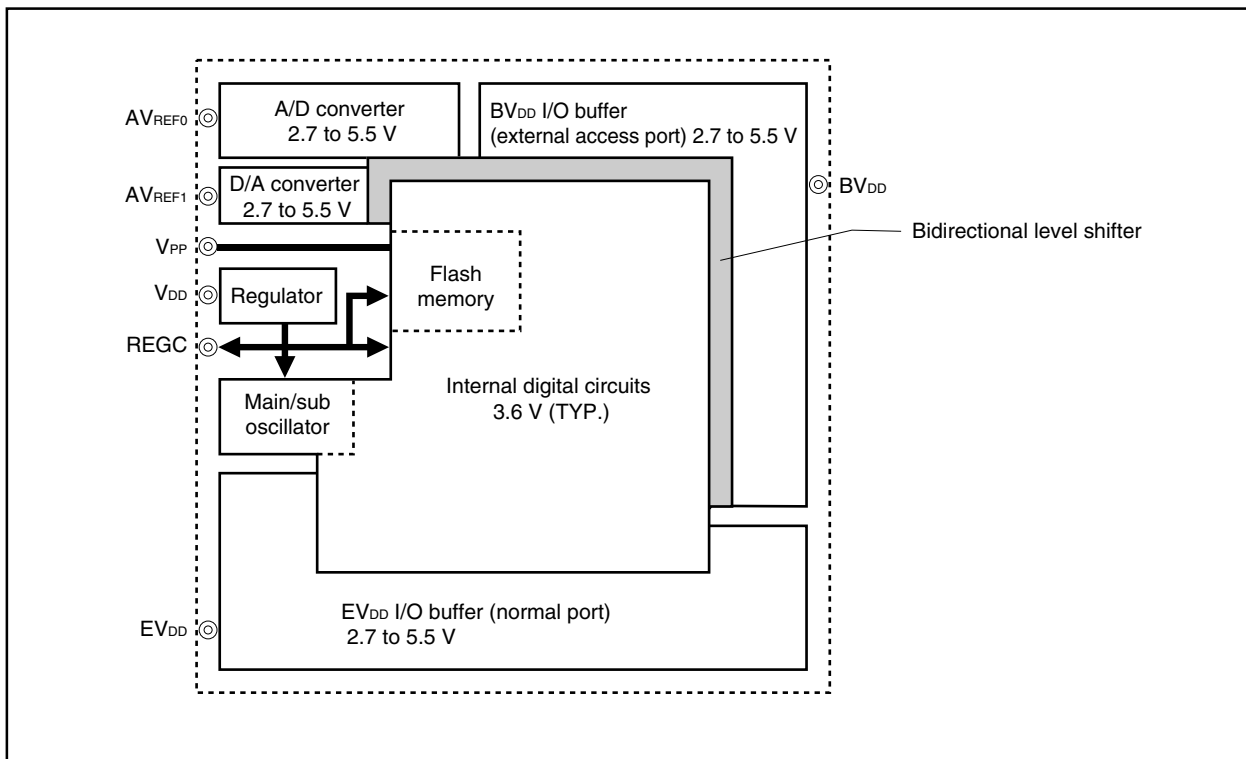 AVREF0
A/D converter
2.7 to 5.5 V
BVDD I/O buffer
(external access port) 2.7 to 5.5 V
AVREF1
D/A converter
2.7 to 5.5 V
BVDD
Bidirectional level shifter
VPP
Flash
memory
VDD
Regulator
REGC
Internal digital circuits
3.6 V (TYP.)
Main/sub
oscillator
EVDD I/O buffer (normal port)
2.7 to 5.5 V
EVDD